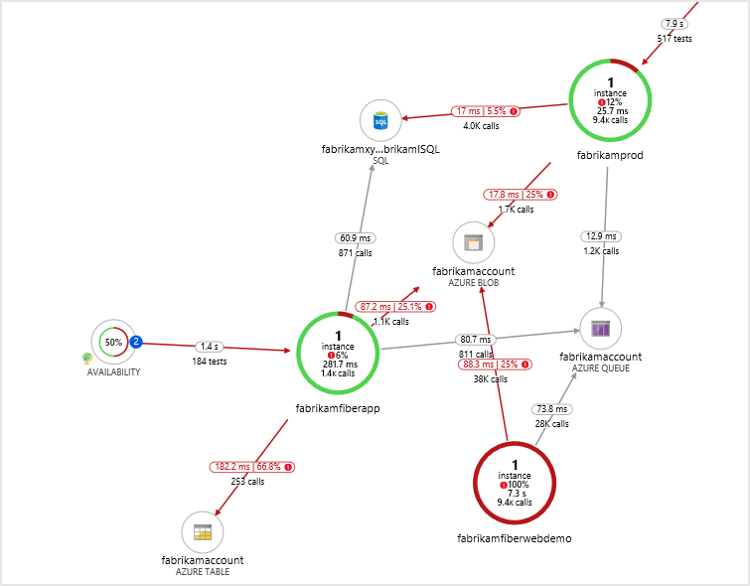 7.9 s
517 tests
1
instance
12%
25.7 ms
9.4K calls
fabrikamprod
17 ms | 5.5%
4.0K calls
SQL
fabrikamxy...brikamISQL
SQL
17.8 ms | 25%
1.7K calls
12.9 ms
1.2K calls
60.9 ms
871 calls
fabrikamaccount
AZURE BLOB
87.2 ms | 25.1%
1.1K calls
50%
2
AVAILABILITY
1.4 s
184 tests
1
instance
6%
281.7 ms
1.4K calls
fabrikamfiberapp
80.7 ms
811 calls
fabrikamaccount
AZURE QUEUE
88.3 ms | 25%
38K calls
73.8 ms
28K calls
182.2 ms | 66.8%
253 calls
1
instance
100%
7.3 s
9.4K calls
fabrikamfiberwebdemo
fabrikamaccount
AZURE TABLE